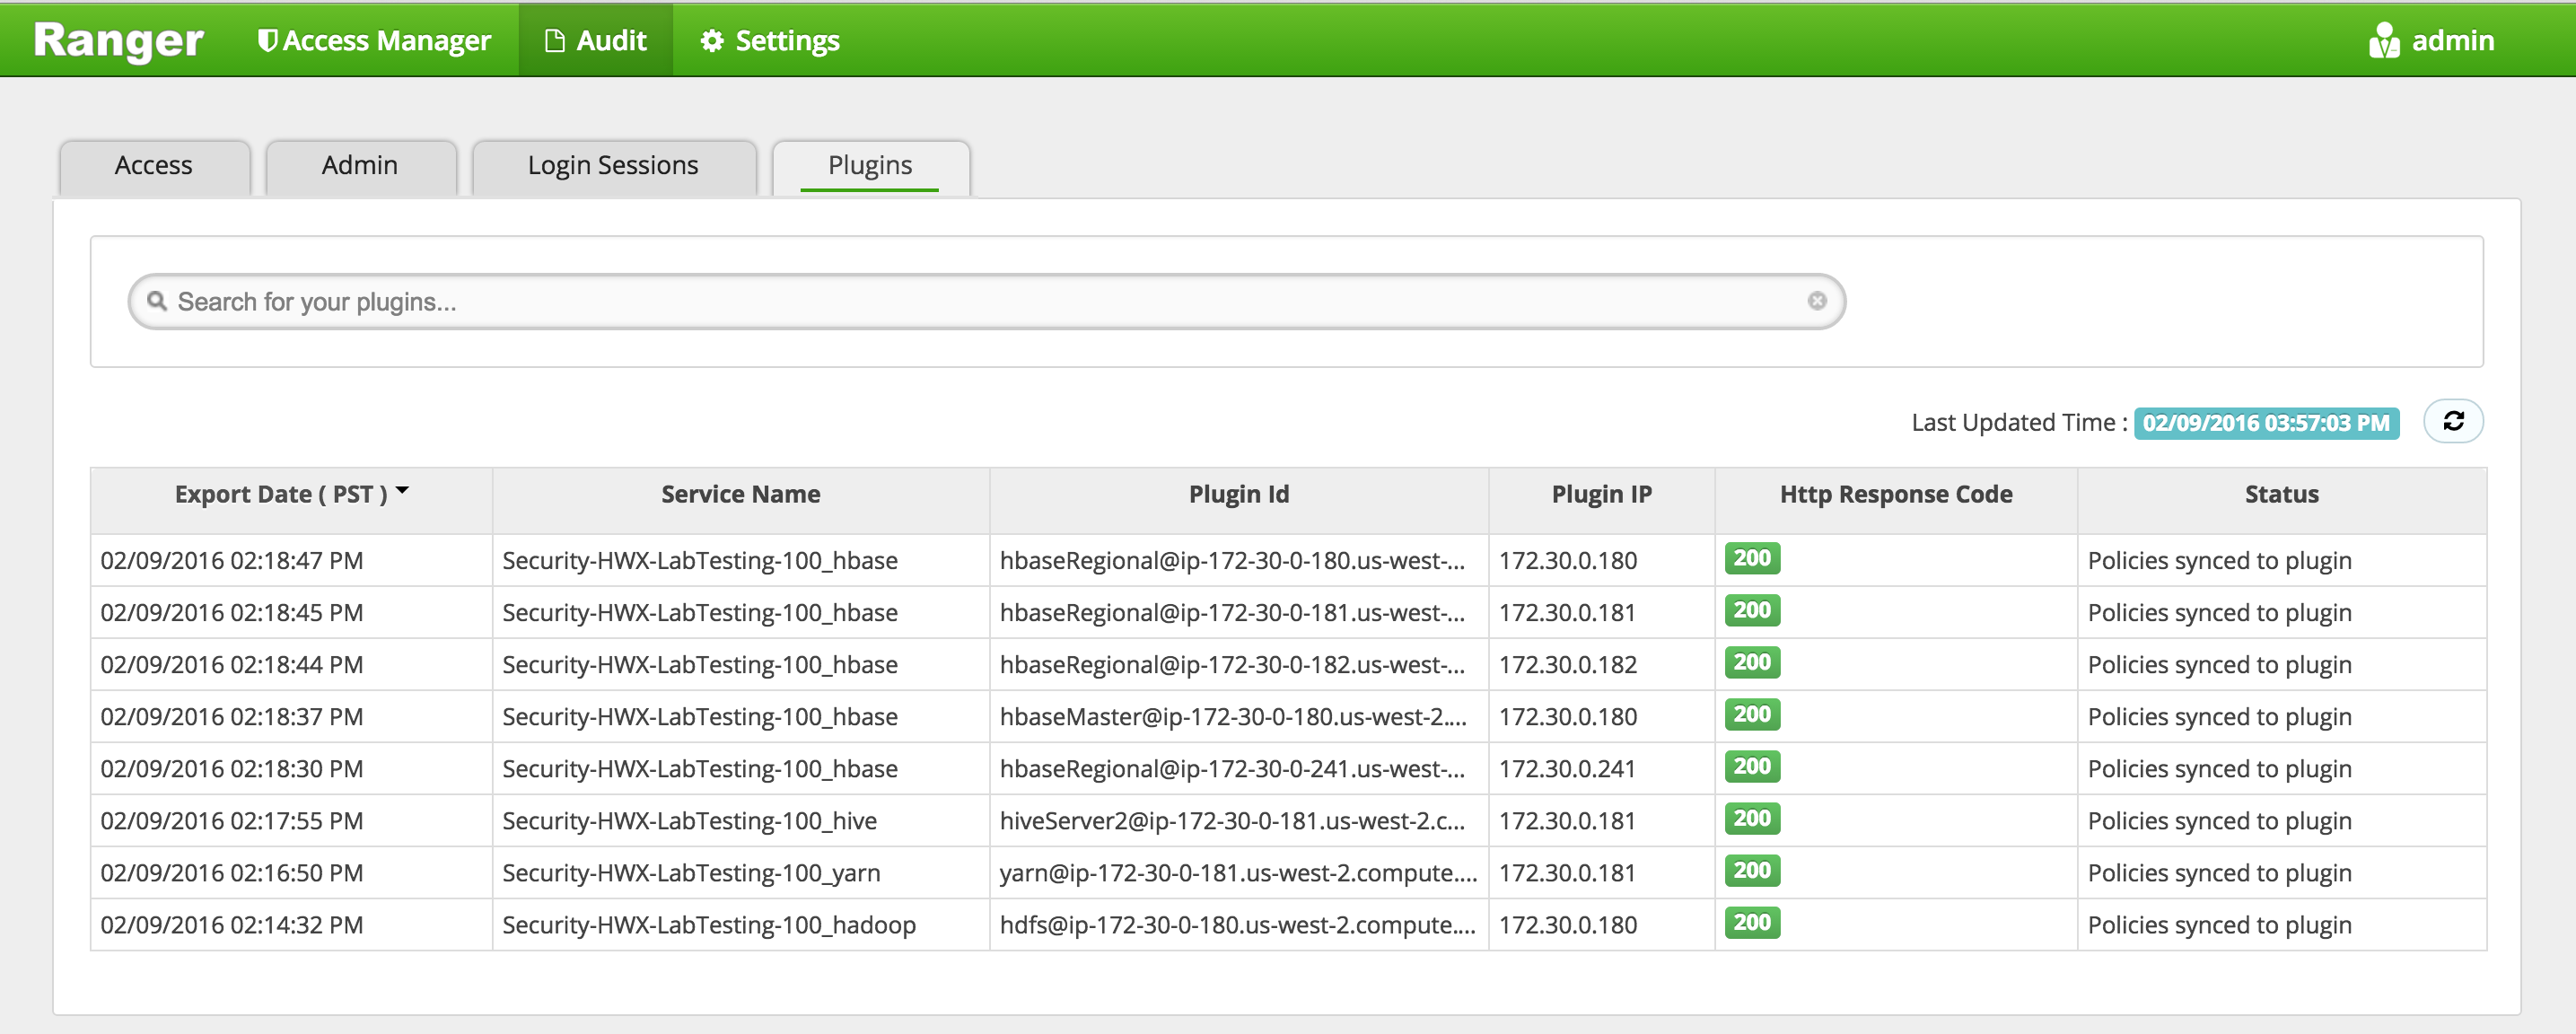 Ranger Access Manager Audit Settings admin
Access Admin Login Sessions Plugins
Search for your plugins...
Last Updated Time : 02/09/2016 03:57:03 PM
Export Date ( PST ) Service Name Plugin Id Plugin IP Http Response Code Status
02/09/2016 02:18:47 PM Security-HWX-LabTesting-100_hbase hbaseRegional@ip-172-30-0-180.us-west-... 172.30.0.180 200 Policies synced to plugin
02/09/2016 02:18:45 PM Security-HWX-LabTesting-100_hbase hbaseRegional@ip-172-30-0-181.us-west-... 172.30.0.181 200 Policies synced to plugin
02/09/2016 02:18:44 PM Security-HWX-LabTesting-100_hbase hbaseRegional@ip-172-30-0-182.us-west-... 172.30.0.182 200 Policies synced to plugin
02/09/2016 02:18:37 PM Security-HWX-LabTesting-100_hbase hbaseMaster@ip-172-30-0-180.us-west-2.... 172.30.0.180 200 Policies synced to plugin
02/09/2016 02:18:30 PM Security-HWX-LabTesting-100_hbase hbaseRegional@ip-172-30-0-241.us-west-... 172.30.0.241 200 Policies synced to plugin
02/09/2016 02:17:55 PM Security-HWX-LabTesting-100_hive hiveServer2@ip-172-30-0-181.us-west-2.c... 172.30.0.181 200 Policies synced to plugin
02/09/2016 02:16:50 PM Security-HWX-LabTesting-100_yarn yarn@ip-172-30-0-181.us-west-2.compute.... 172.30.0.181 200 Policies synced to plugin
02/09/2016 02:14:32 PM Security-HWX-LabTesting-100_hadoop hdfs@ip-172-30-0-180.us-west-2.compute.... 172.30.0.180 200 Policies synced to plugin